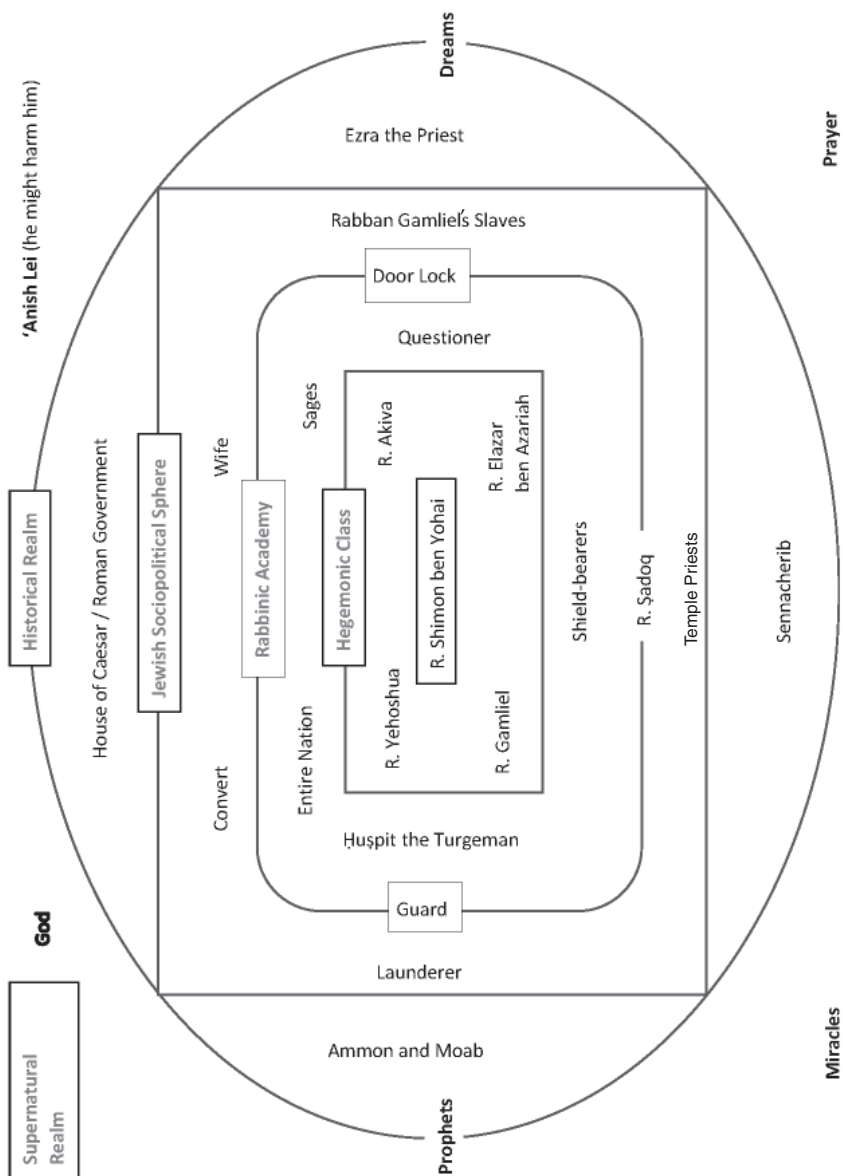 Supernatural
Realm
God
Historical Realm
'Anish Lei (he might harm him)
House of Caesar / Roman Government
Jewish Sociopolitical Sphere
Convert
Wife
Rabbinic Academy
Entire Nation
Sages
Hegemonic Class
R. Yehoshua
R. Akiva
R. Shimon ben Yohai
R. Gamliel
R. Elazar
ben Azariah
Prophets
Ammon and Moab
Launderer
Guard
Ḥuṣpit the Turgeman
Questioner
Door Lock
Rabban Gamliel's Slaves
Ezra the Priest
Dreams
Shield-bearers
R. Ṣadoq
Temple Priests
Sennacherib
Miracles
Prayer